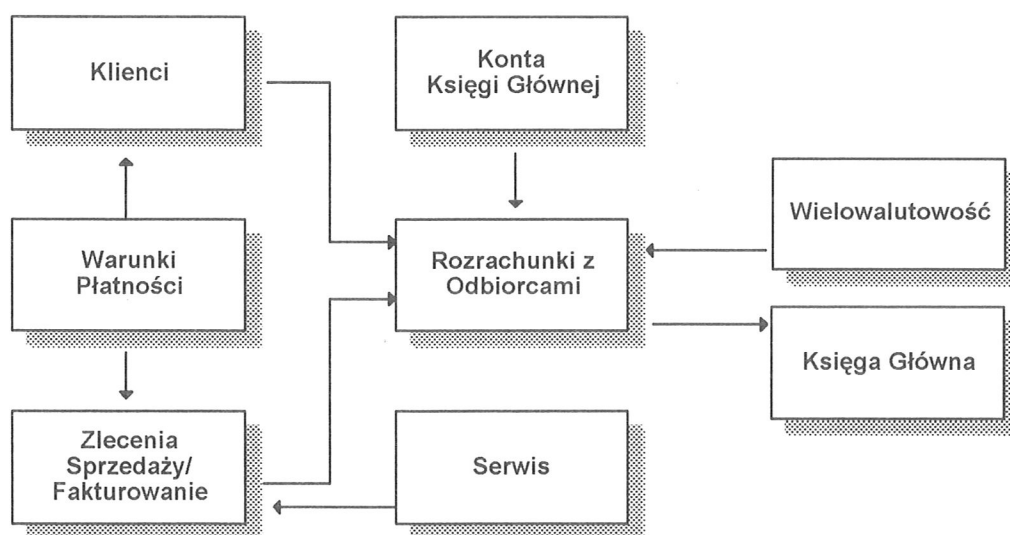 Klienci
Konta
Księgi Głównej
Warunki
Płatności
Rozrachunki z
Odbiorcami
Wielowalutowość
Księga Główna
Zlecenia
Sprzedaży/
Fakturowanie
Serwis